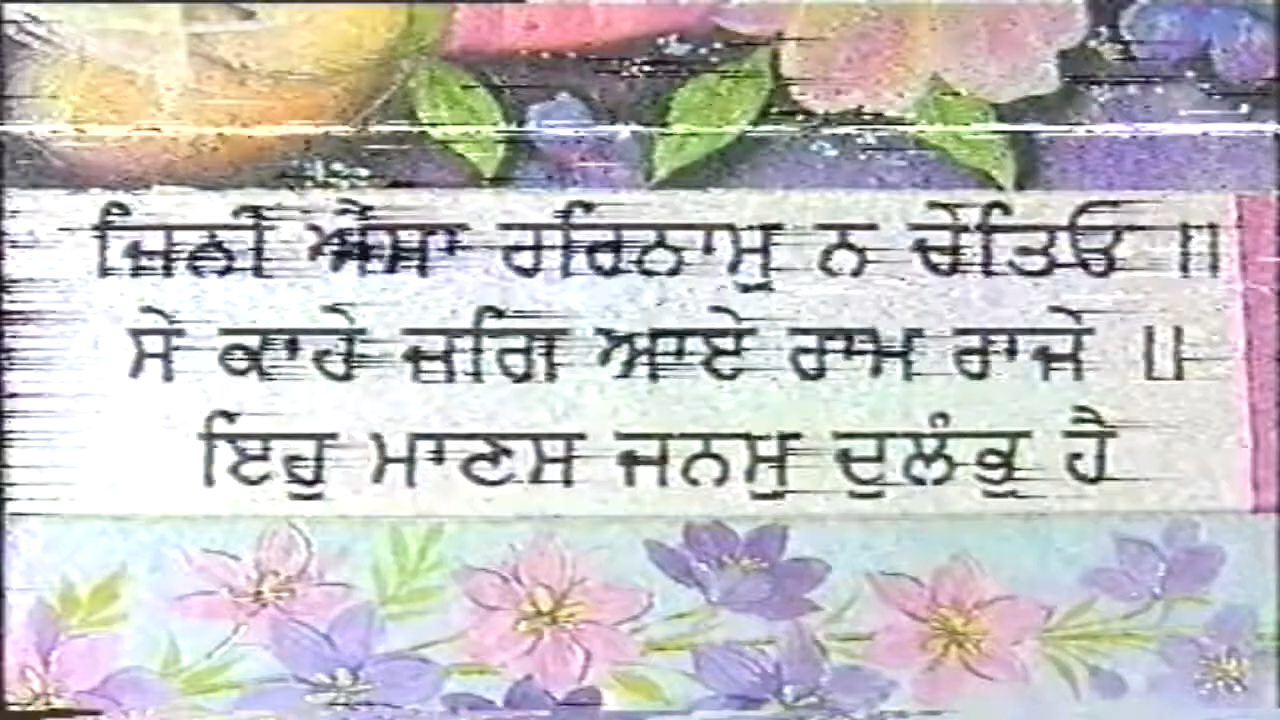 ਜਿਨੀ ਐਸਾ ਹਰਿਨਾਮੁ ਨ ਚੇਤਿਓ ॥
ਸੇ ਕਾਹੇ ਜਗਿ ਆਏ ਰਾਮ ਰਾਜੇ ॥
ਇਹੁ ਮਾਣਸ ਜਨਮੁ ਦੁਲੰਭੁ ਹੈ